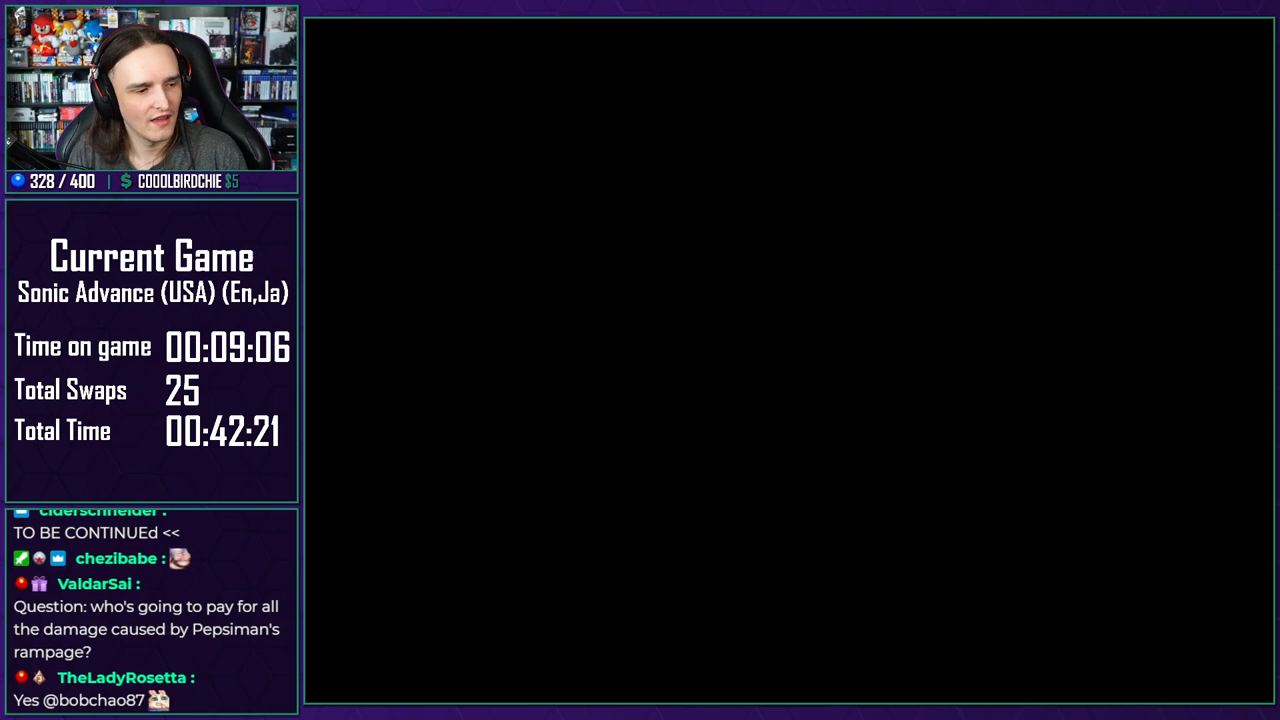 328 / 400 | $ COOOLBIRDCHIE $5
Current Game
Sonic Advance (USA) (En,Ja)
Time on game 00:09:06
Total Swaps 25
Total Time 00:42:21
ciderschneider :
TO BE CONTINUEd <<
chezibabe :
ValdarSai :
Question: who's going to pay for all
the damage caused by Pepsiman's
rampage?
TheLadyRosetta :
Yes @bobchao87